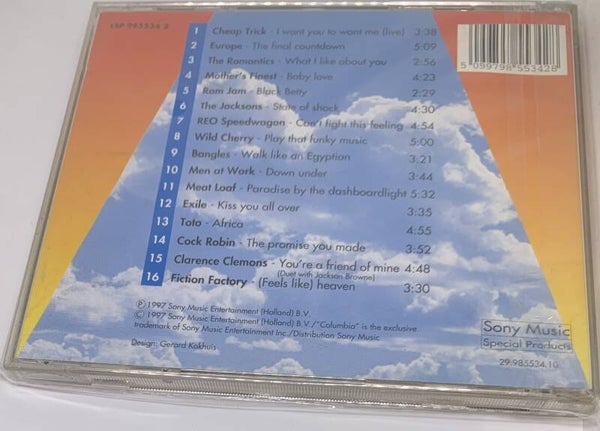 LSP 985534 2
1 Cheap Trick - I want you to want me (live) 3:38
2 Europe - The final countdown 5:09
3 The Romantics - What I like about you 2:56
4 Mother's Finest - Baby love 4:23
5 Ram Jam - Black Betty 2:29
6 The Jacksons - State of shock 4:30
7 REO Speedwagon - Can't fight this feeling 4:54
8 Wild Cherry - Play that funky music 5:00
9 Bangles - Walk like an Egyption 3:21
10 Men at Work - Down under 3:44
11 Meat Loaf - Paradise by the dashboardlight 5:32
12 Exile - Kiss you all over 3:35
13 Toto - Africa 4:55
14 Cock Robin - The promise you made 3:52
15 Clarence Clemons - You're a friend of mine 4:48
(Duet with Jackson Browne)
16 Fiction Factory - (Feels like) heaven 3:30
℗ 1997 Sony Music Entertainment (Holland) B.V.
© 1997 Sony Music Entertainment (Holland) B.V./"Columbia" is the exclusive
trademark of Sony Music Entertainment Inc./Distribution Sony Music
Design: Gerard Kokhuis
5 099798 553428
Sony Music
Special Products
29.985534.10